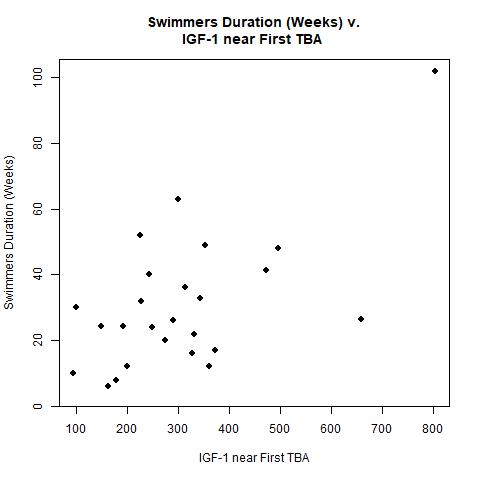 Swimmers Duration (Weeks) v.
IGF-1 near First TBA
Swimmers Duration (Weeks)
100
80
60
40
20
0
100 200 300 400 500 600 700 800
IGF-1 near First TBA